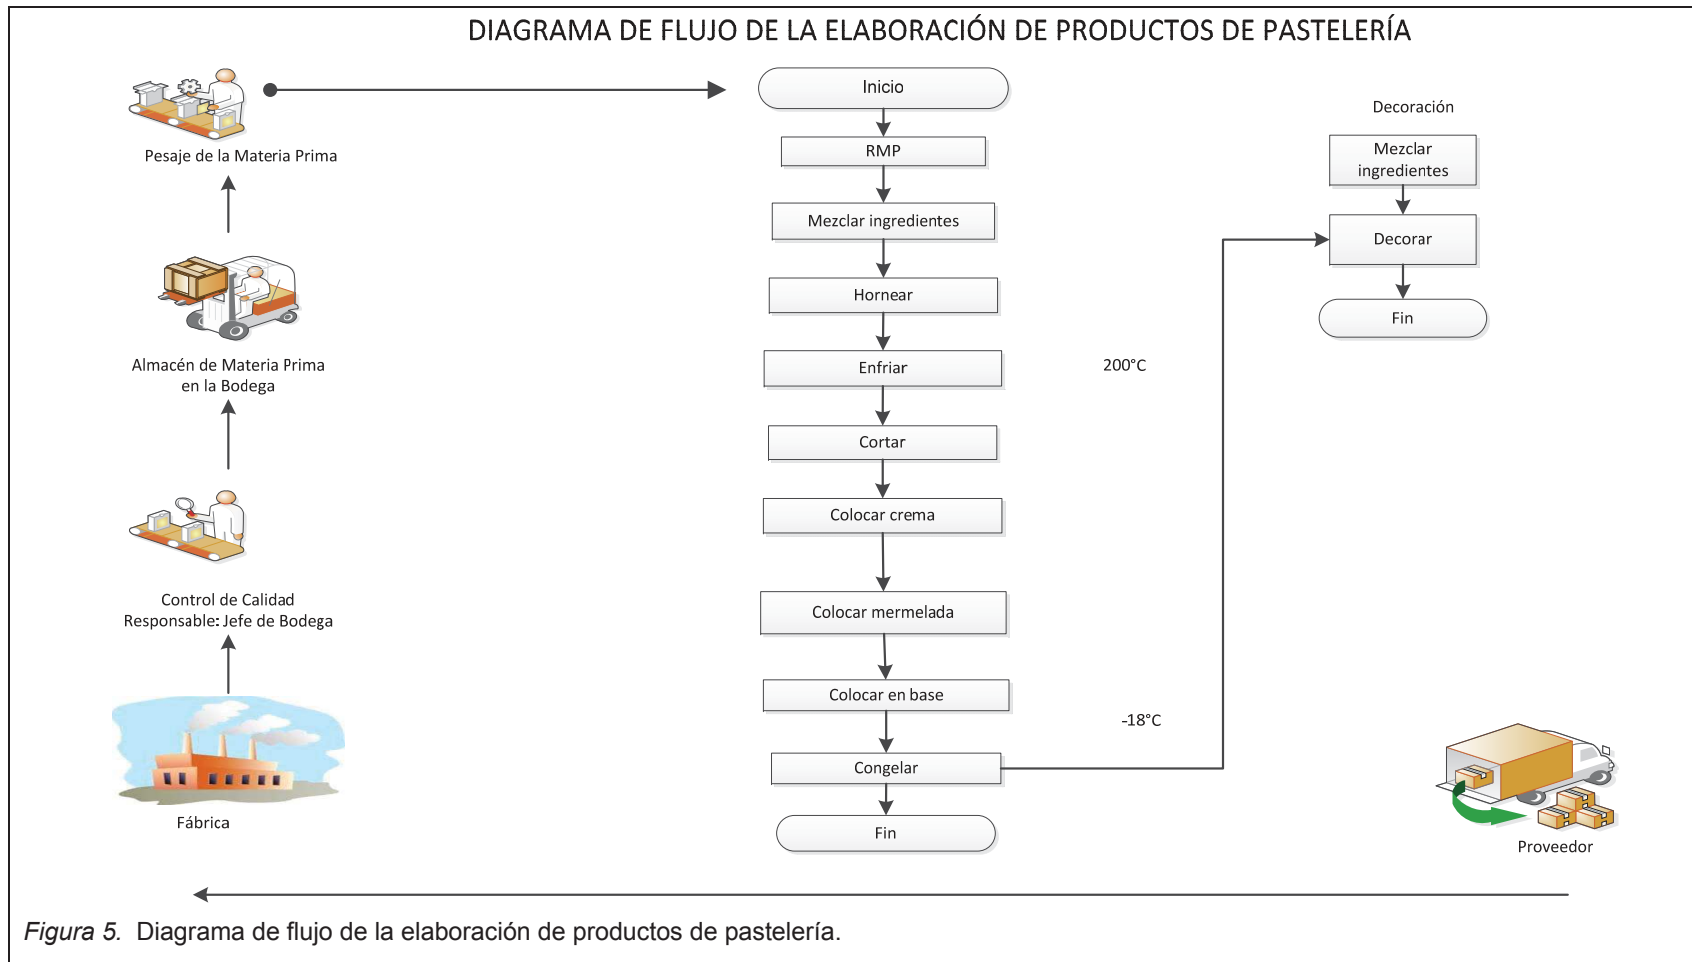 DIAGRAMA DE FLUJO DE LA ELABORACIÓN DE PRODUCTOS DE PASTELERÍA
Pesaje de la Materia Prima
Almacén de Materia Prima
en la Bodega
Control de Calidad
Responsable: Jefe de Bodega
Fábrica
Inicio
RMP
Mezclar ingredientes
Hornear
Enfriar
200°C
Cortar
Colocar crema
Colocar mermelada
Colocar en base
-18°C
Congelar
Fin
Decoración
Mezclar
ingredientes
Decorar
Fin
Proveedor
Figura 5. Diagrama de flujo de la elaboración de productos de pastelería.